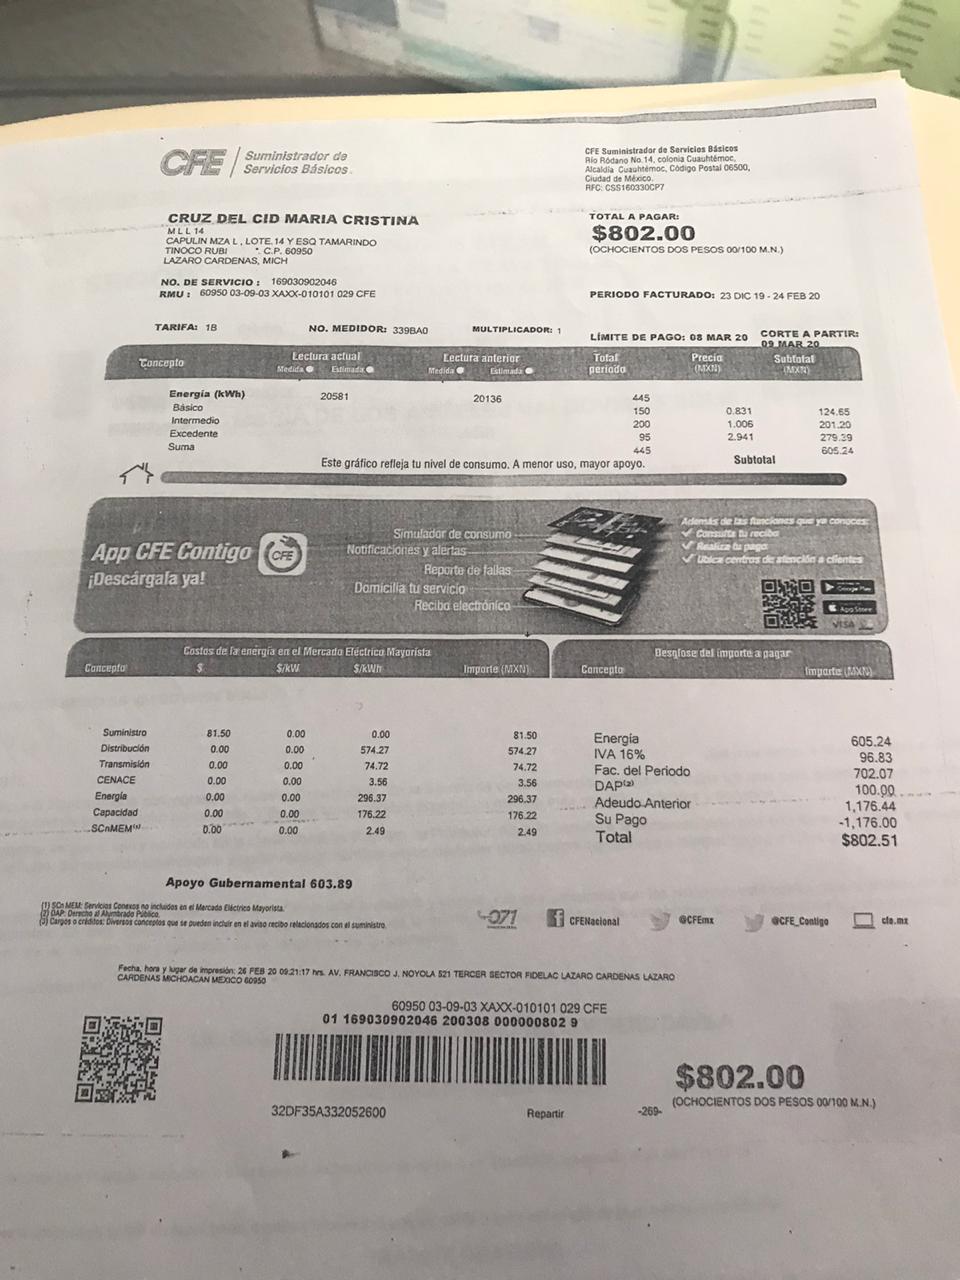 CFE Suministrador de
Servicios Básicos.
CFE Suministrador de Servicios Básicos
Río Ródano No.14, colonia Cuauhtémoc,
Alcaldía Cuauhtémoc, Código Postal 06500,
Ciudad de México.
RFC: CSS160330CP7
CRUZ DEL CID MARIA CRISTINA
M L L 14
CAPULIN MZA L , LOTE.14 Y ESQ TAMARINDO
TINOCO RUBI C.P. 60950
LAZARO CARDENAS, MICH
TOTAL A PAGAR:
$802.00
(OCHOCIENTOS DOS PESOS 00/100 M.N.)
NO. DE SERVICIO : 169030902046
RMU : 60950 03-09-03 XAXX-010101 029 CFE
PERIODO FACTURADO: 23 DIC 19 - 24 FEB 20
TARIFA: 1B NO. MEDIDOR: 339BA0 MULTIPLICADOR: 1
LÍMITE DE PAGO: 08 MAR 20 CORTE A PARTIR:
09 MAR 20
Concepto Lectura actual Lectura anterior Total periodo Precio (MXN) Subtotal (MXN)
Medida Estimada Medida Estimada
Energía (kWh) 20581 20136 445
Básico 150 0.831 124.65
Intermedio 200 1.006 201.20
Excedente 95 2.941 279.39
Suma 445 605.24
Este gráfico refleja tu nivel de consumo. A menor uso, mayor apoyo. Subtotal
App CFE Contigo
¡Descárgala ya!
CFE
Simulador de consumo
Notificaciones y alertas
Reporte de fallas
Domicilia tu servicio
Recibo electrónico
Además de las funciones que ya conoces:
Consulta tu recibo
Realiza tu pago
Ubica centros de atención a clientes
Google Play
App Store
VISA
Costos de la energía en el Mercado Eléctrico Mayorista
Concepto $ $/kW $/kWh Importe (MXN)
Suministro 81.50 0.00 0.00 81.50
Distribución 0.00 0.00 574.27 574.27
Transmisión 0.00 0.00 74.72 74.72
CENACE 0.00 0.00 3.56 3.56
Energía 0.00 0.00 296.37 296.37
Capacidad 0.00 0.00 176.22 176.22
SCnMEM(1) 0.00 0.00 2.49 2.49
Desglose del importe a pagar
Concepto Importe (MXN)
Energía 605.24
IVA 16% 96.83
Fac. del Periodo 702.07
DAP(2) 100.00
Adeudo Anterior 1,176.44
Su Pago -1,176.00
Total $802.51
Apoyo Gubernamental 603.89
(1) SCnMEM: Servicios Conexos no incluidos en el Mercado Eléctrico Mayorista.
(2) DAP: Derecho al Alumbrado Público.
(3) Cargos o créditos: Diversos conceptos que se pueden incluir en el aviso recibo relacionados con el suministro.
071 CFENacional @CFEmx @CFE_Contigo cfe.mx
Fecha, hora y lugar de impresión: 26 FEB 20 09:21:17 hrs. AV. FRANCISCO J. NOYOLA 521 TERCER SECTOR FIDELAC LAZARO CARDENAS LAZARO
CARDENAS MICHOACAN MEXICO 60950
60950 03-09-03 XAXX-010101 029 CFE
01 169030902046 200308 000000802 9
$802.00
(OCHOCIENTOS DOS PESOS 00/100 M.N.)
32DF35A332052600 Repartir -269-